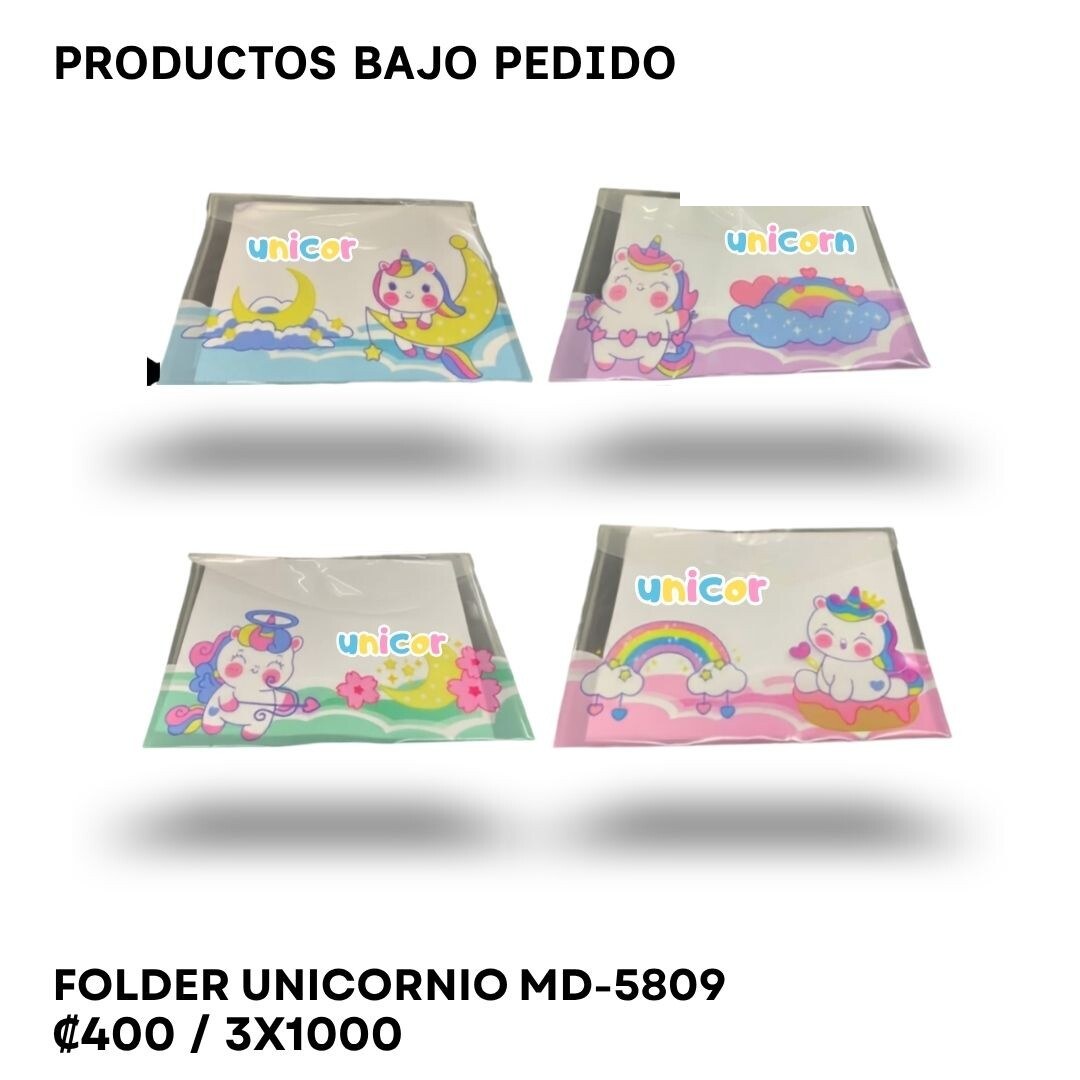 PRODUCTOS BAJO PEDIDO
unicor
unicorn
unicor
unicor
FOLDER UNICORNIO MD-5809
₡400 / 3X1000